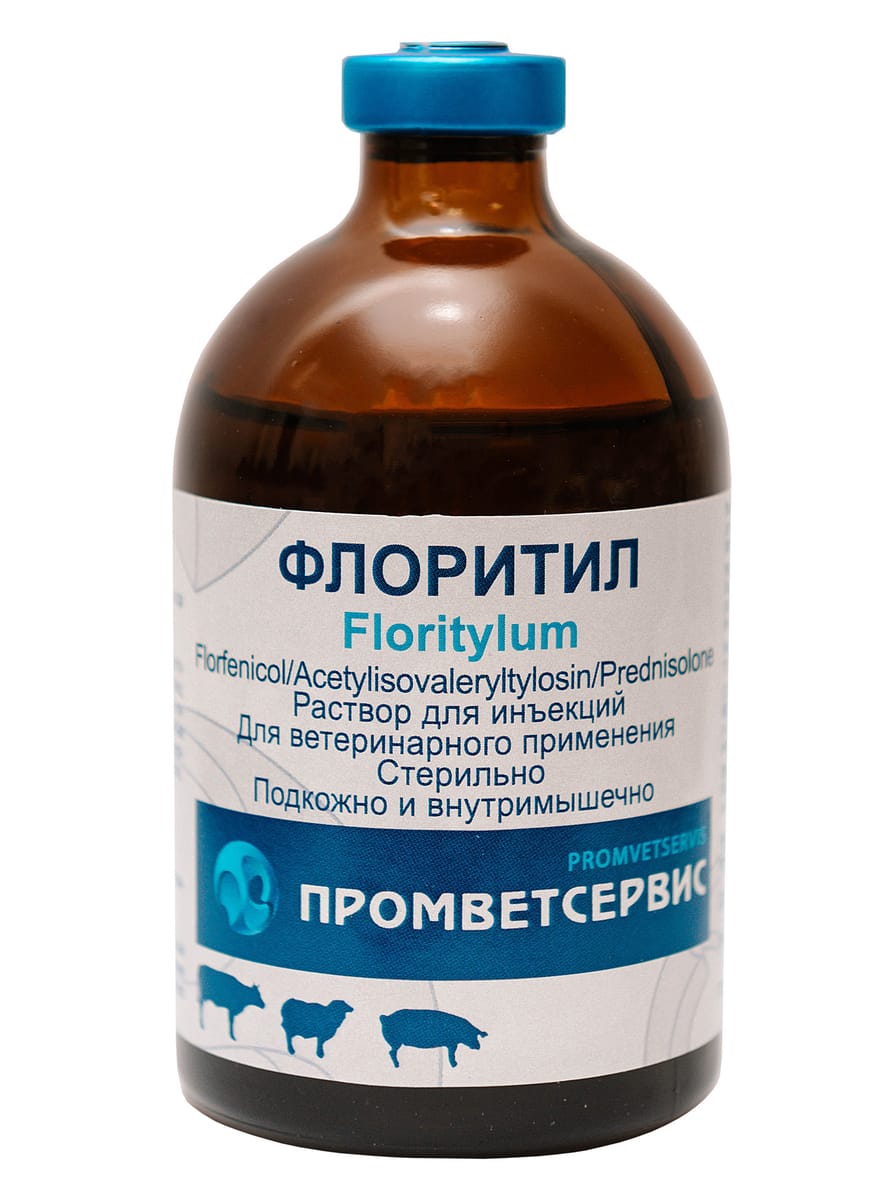 ФЛОРИТИЛ
Floritylum
Florfenicol/Acetylisovaleryltylosin/Prednisolone
Раствор для инъекций
Для ветеринарного применения
Стерильно
Подкожно и внутримышечно
PROMVETSERVIS
ПРОМВЕТСЕРВИС